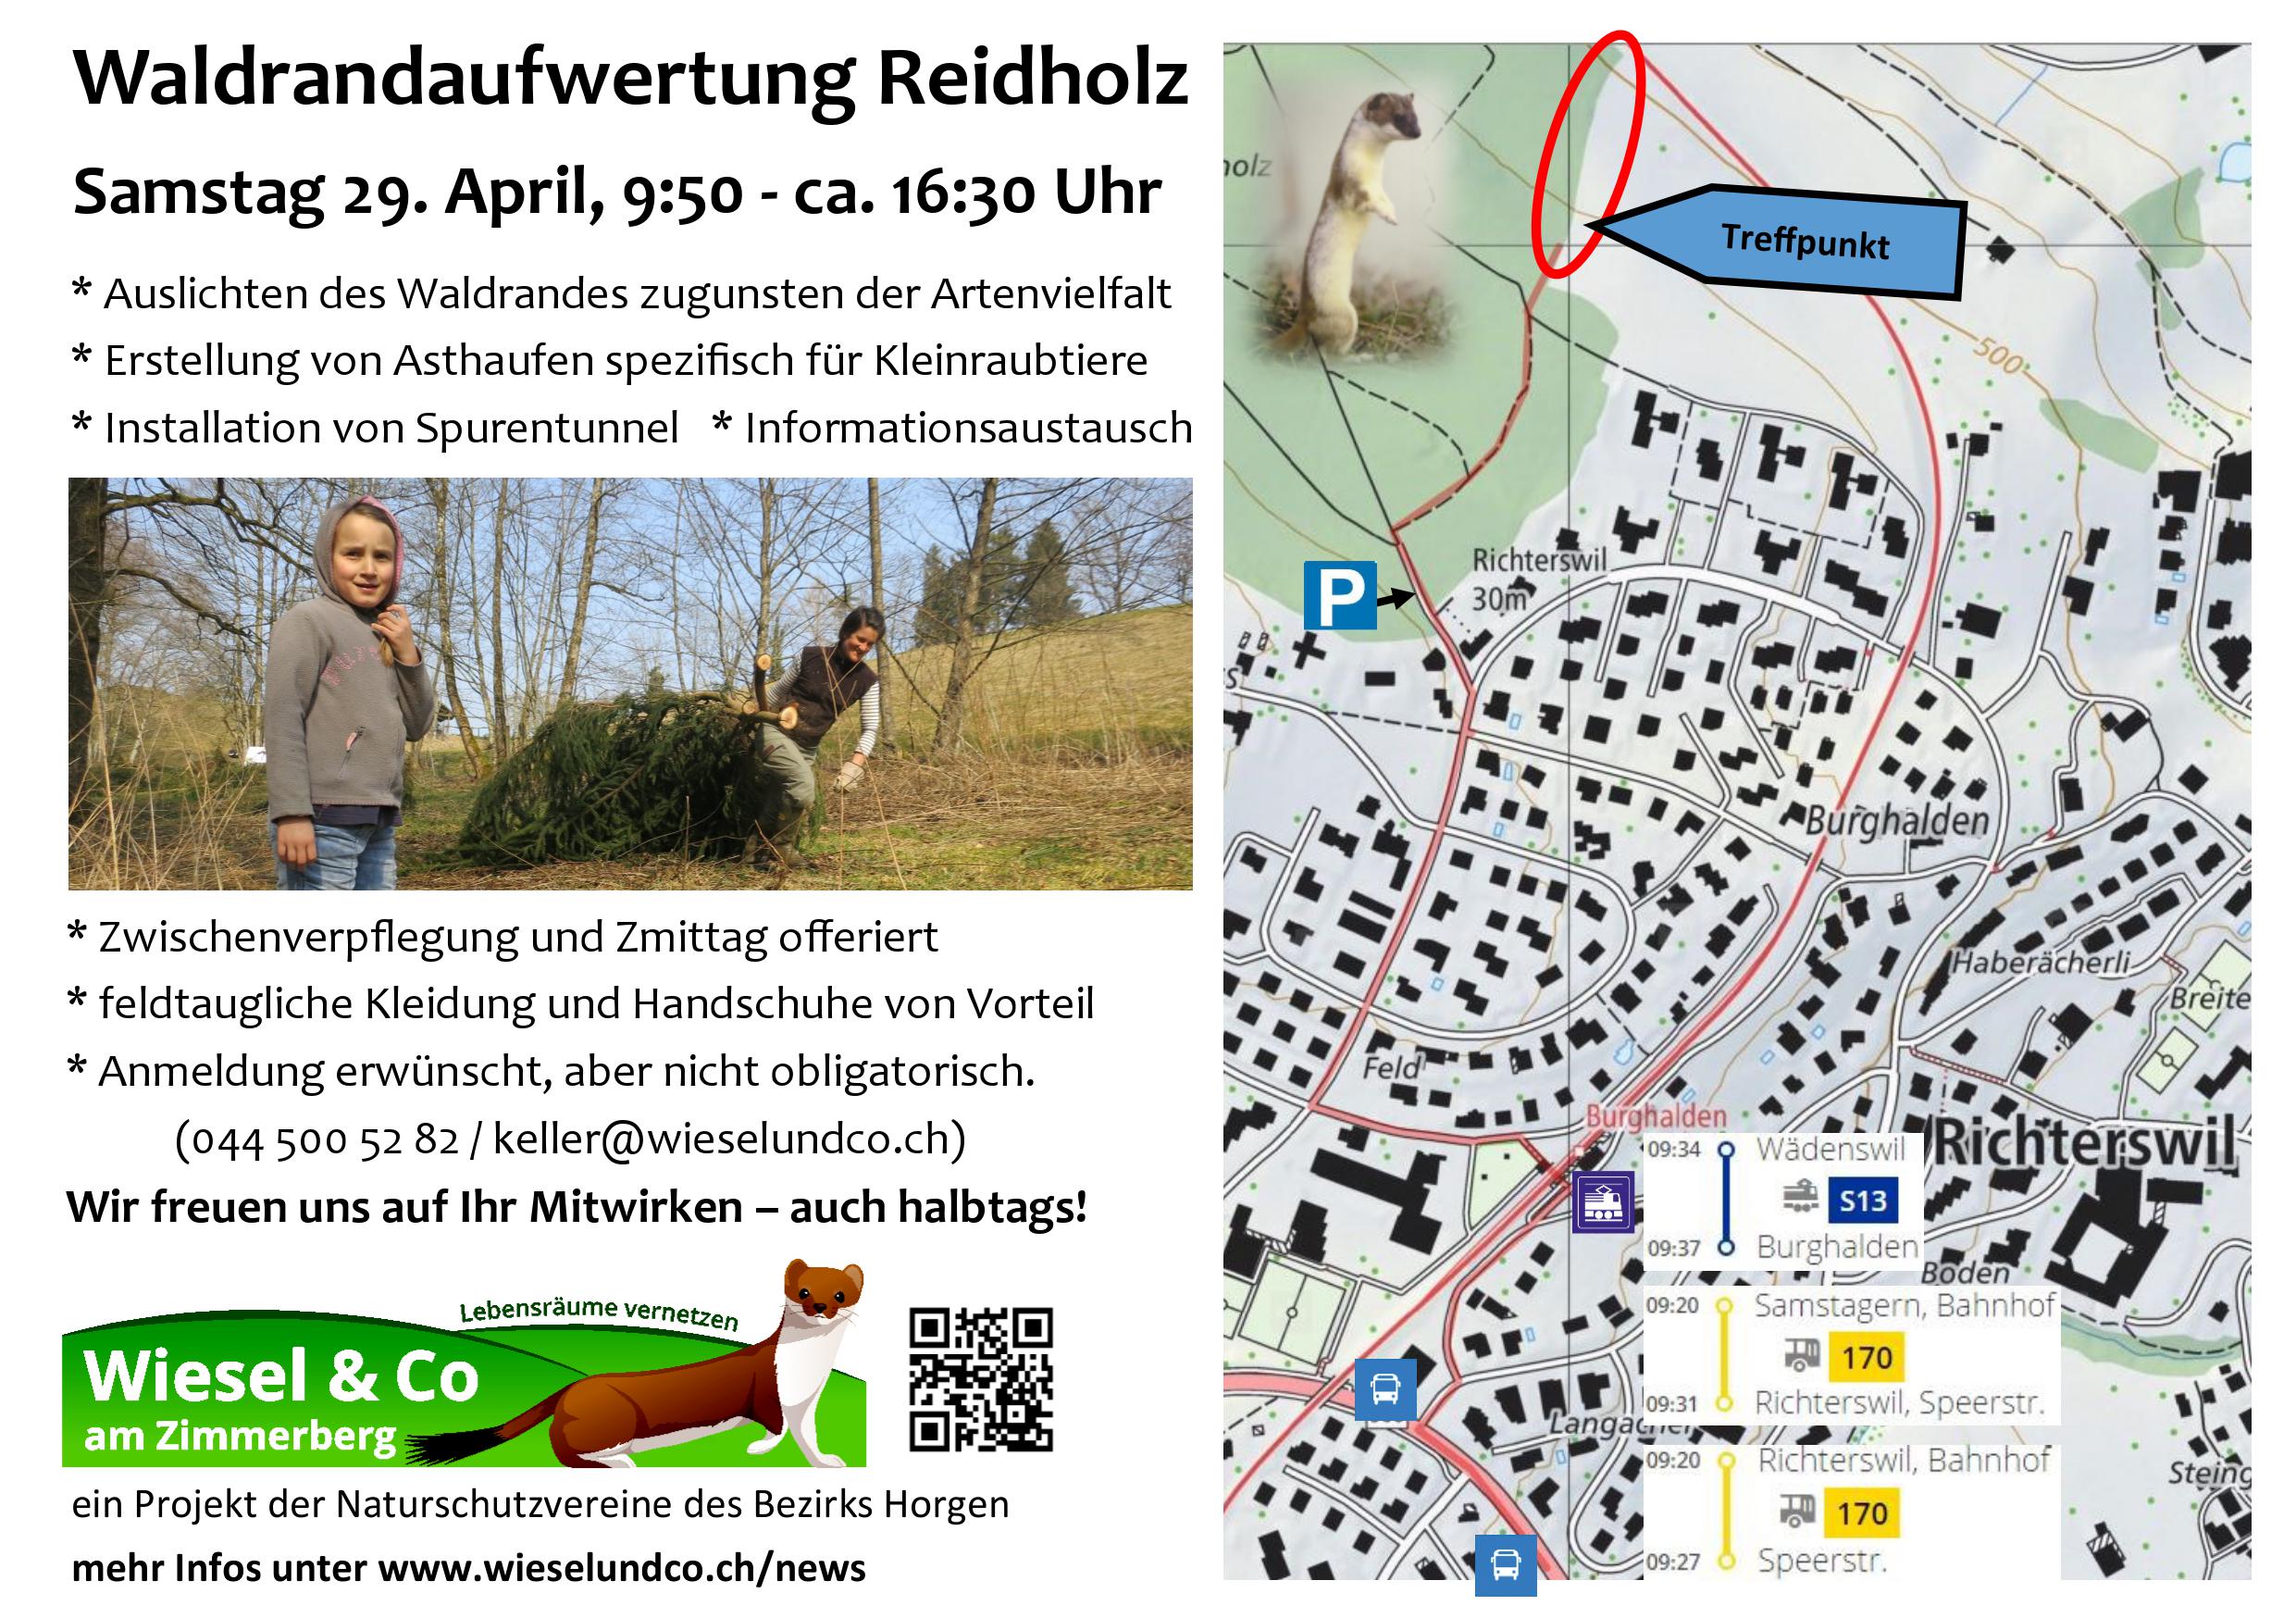 Waldrandaufwertung Reidholz
Samstag 29. April, 9:50 - ca. 16:30 Uhr
* Auslichten des Waldrandes zugunsten der Artenvielfalt
* Erstellung von Asthaufen spezifisch für Kleinraubtiere
* Installation von Spurentunnel * Informationsaustausch
* Zwischenverpflegung und Zmittag offeriert
* feldtaugliche Kleidung und Handschuhe von Vorteil
* Anmeldung erwünscht, aber nicht obligatorisch.
(044 500 52 82 / keller@wieselundco.ch)
Wir freuen uns auf Ihr Mitwirken – auch halbtags!
Lebensräume vernetzen
Wiesel & Co
am Zimmerberg
ein Projekt der Naturschutzvereine des Bezirks Horgen
mehr Infos unter www.wieselundco.ch/news
holz
Treffpunkt
500
Richterswil
30m
P
Burghalden
Haberächerli
Breite
Feld
Burghalden
Richterswil
09:34 Wädenswil
S13
09:37 Burghalden
Boden
09:20 Samstagern, Bahnhof
170
09:31 Richterswil, Speerstr.
Langacher
09:20 Richterswil, Bahnhof
170
09:27 Speerstr.
Steing